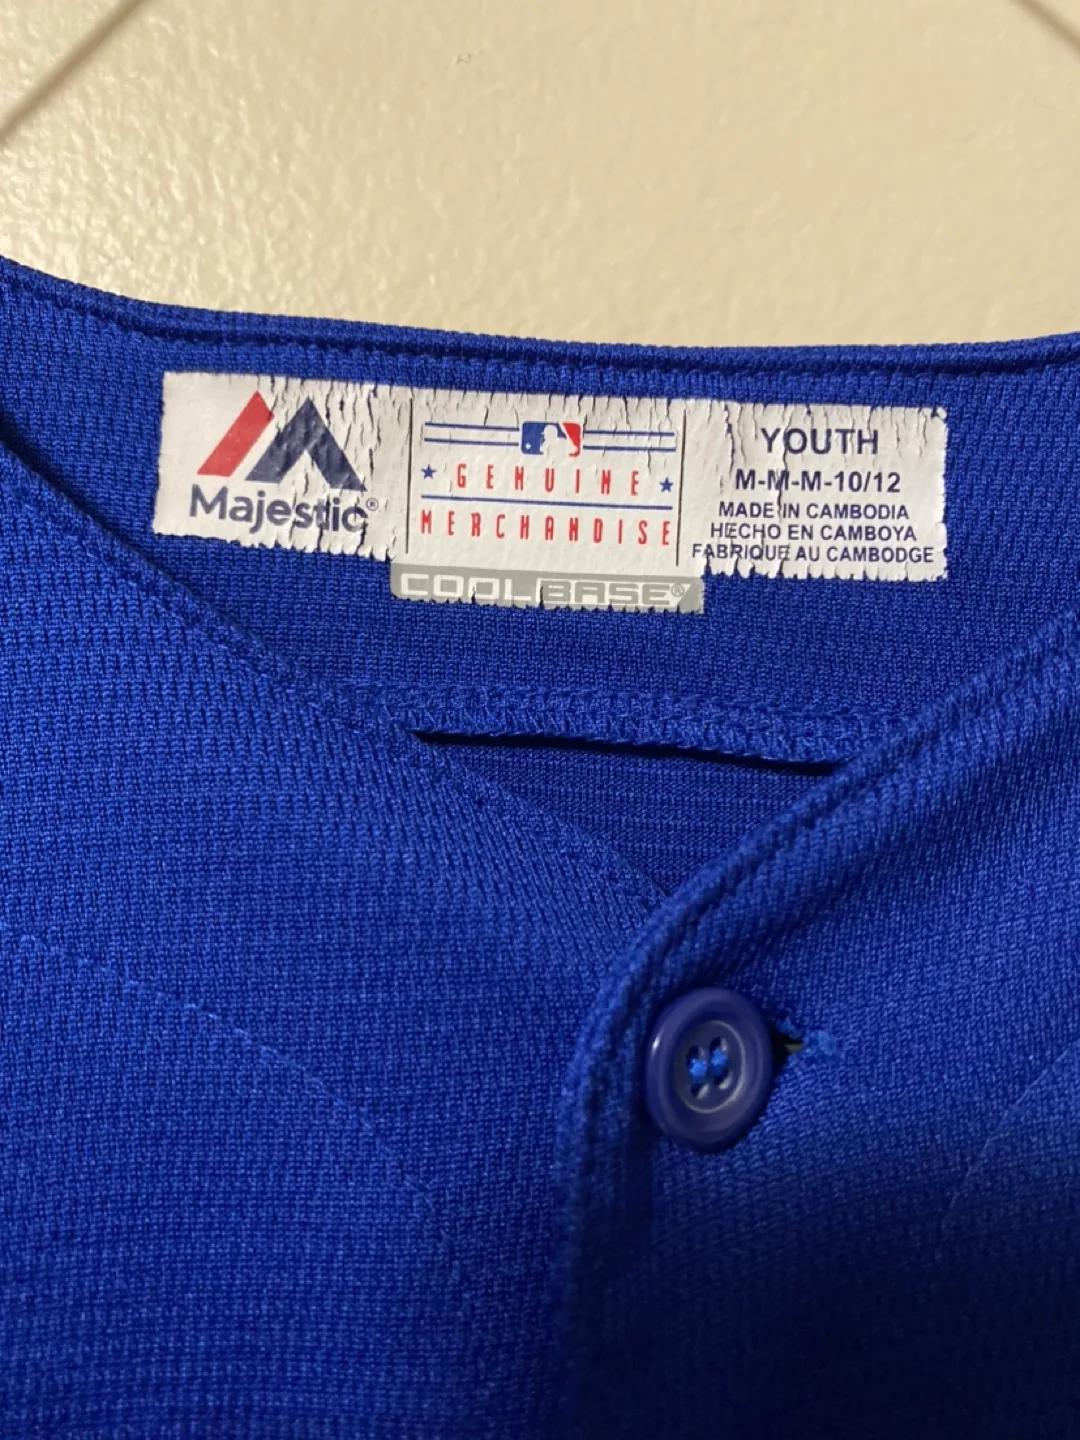 Majestic®
GENUINE
MERCHANDISE
COOLBASE®
YOUTH
M-M-M-10/12
MADE IN CAMBODIA
HECHO EN CAMBOYA
FABRIQUE AU CAMBODGE